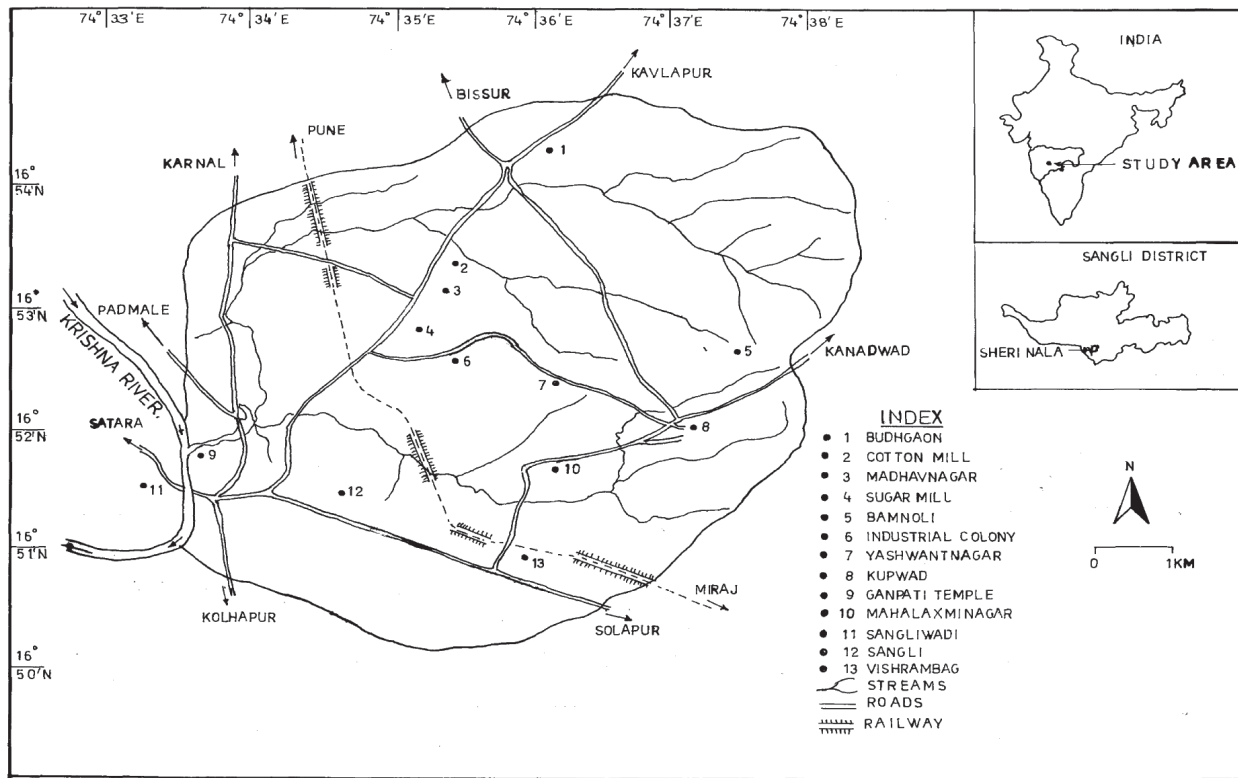 74° 33' E
74° 34' E
74° 35' E
74° 36' E
74° 37' E
74° 38' E
INDIA
STUDY AREA
SANGLI DISTRICT
SHERI NALA
KAVLAPUR
BISSUR
PUNE
KARNAL
1
16°
54' N
2
3
16°
53' N
PADMALE
4
5
KANADWAD
6
7
KRISHNA RIVER.
16°
52' N
SATARA
8
9
10
11
12
16°
51' N
13
MIRAJ
KOLHAPUR
SOLAPUR
16°
50' N
INDEX
1 BUDHGAON
2 COTTON MILL
3 MADHAVNAGAR
4 SUGAR MILL
5 BAMNOLI
6 INDUSTRIAL COLONY
7 YASHWANTNAGAR
8 KUPWAD
9 GANPATI TEMPLE
10 MAHALAXMINAGAR
11 SANGLIWADI
12 SANGLI
13 VISHRAMBAG
STREAMS
ROADS
RAILWAY
N
0 1KM